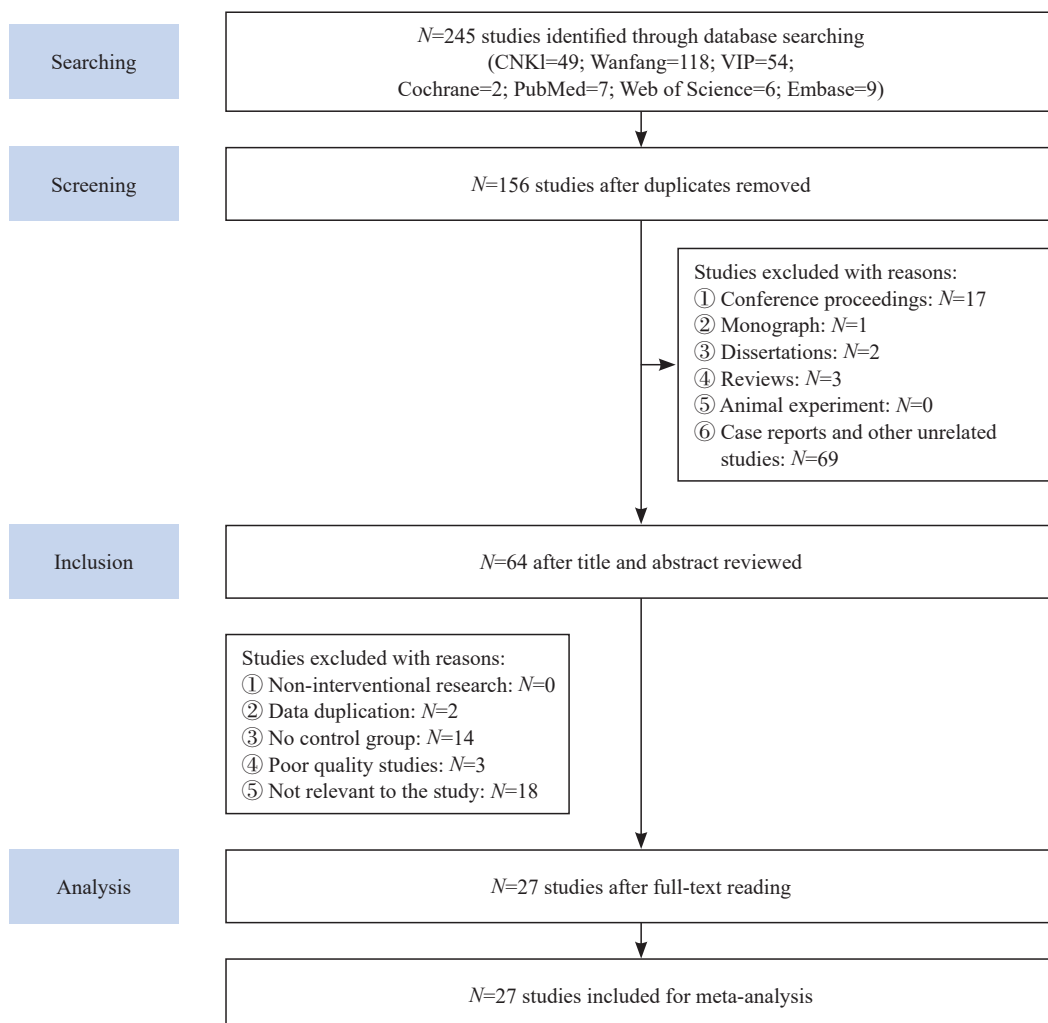 Searching
N=245 studies identified through database searching
(CNKl=49; Wanfang=118; VIP=54;
Cochrane=2; PubMed=7; Web of Science=6; Embase=9)
Screening
N=156 studies after duplicates removed
Studies excluded with reasons:
① Conference proceedings: N=17
② Monograph: N=1
③ Dissertations: N=2
④ Reviews: N=3
⑤ Animal experiment: N=0
⑥ Case reports and other unrelated
studies: N=69
Inclusion
N=64 after title and abstract reviewed
Studies excluded with reasons:
① Non-interventional research: N=0
② Data duplication: N=2
③ No control group: N=14
④ Poor quality studies: N=3
⑤ Not relevant to the study: N=18
Analysis
N=27 studies after full-text reading
N=27 studies included for meta-analysis